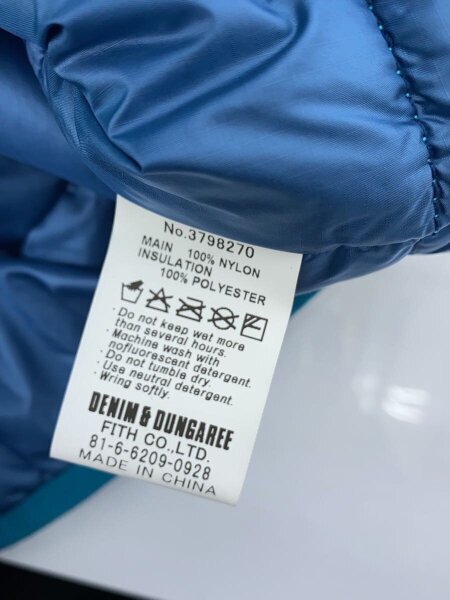 No.3798270
MAIN 100% NYLON
INSULATION
100% POLYESTER
· Do not keep wet more
than several hours.
· Machine wash with
nofluorescent detergent.
· Do not tumble dry.
· Use neutral detergent.
· Wring softly.
DENIM & DUNGAREE
FITH CO.,LTD.
81-6-6209-0928
MADE IN CHINA